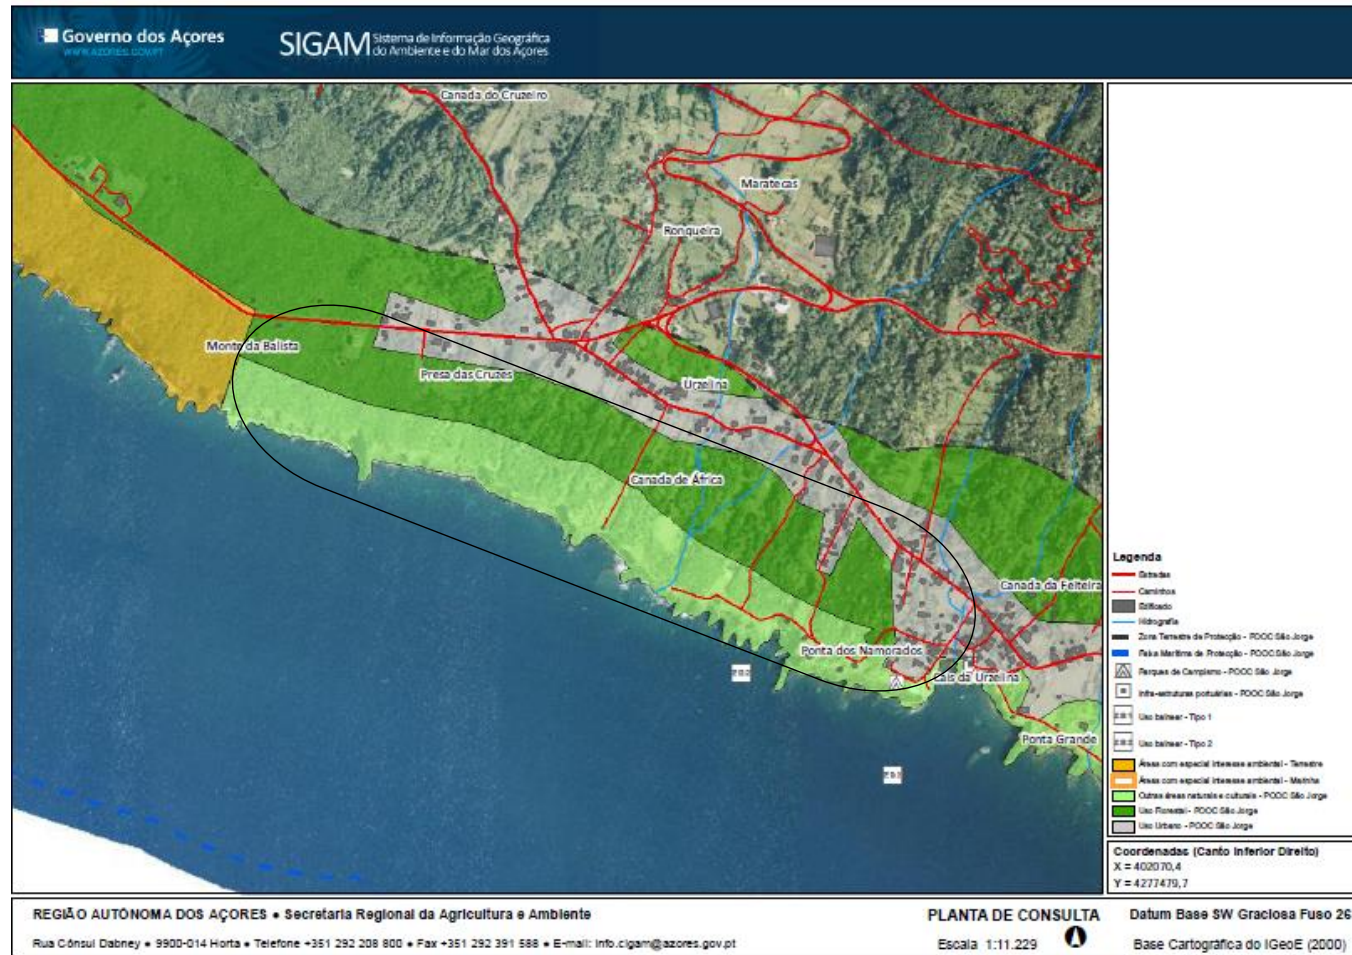 Governo dos Açores
WWW.AZORES.GOV.PT
SIGAM Sistema de Informação Geográfica
do Ambiente e do Mar dos Açores
Canada do Cruzeiro
Maratecas
Ronqueira
Monte da Balista
Presa das Cruzes
Urzelina
Canada de África
Canada da Felteira
Ponta dos Namorados
Cais da Urzelina
Ponta Grande
Legenda
Estradas
Caminhos
Edificado
Hidrografia
Zona Terrestre de Protecção - POOC São Jorge
Faixa Marítima de Protecção - POOC São Jorge
Parques de Campismo - POOC São Jorge
Infra-estruturas portuárias - POOC São Jorge
Uso balnear - Tipo 1
Uso balnear - Tipo 2
Áreas com especial interesse ambiental - Terrestre
Áreas com especial interesse ambiental - Marinha
Outras áreas naturais e culturais - POOC São Jorge
Uso Florestal - POOC São Jorge
Uso Urbano - POOC São Jorge
Coordenadas (Canto Inferior Direito)
X = 402070,4
Y = 4277479,7
REGIÃO AUTÓNOMA DOS AÇORES • Secretaria Regional da Agricultura e Ambiente
Rua Cônsul Dabney • 9900-014 Horta • Telefone +351 292 208 800 • Fax +351 292 391 588 • E-mail: info.cigam@azores.gov.pt
PLANTA DE CONSULTA
Escala 1:11.229
Datum Base SW Graciosa Fuso 26
Base Cartográfica do IGeoE (2000)